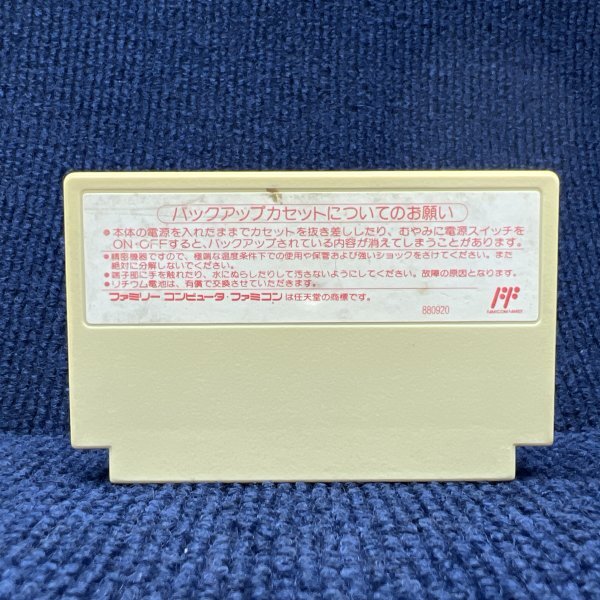 バックアップカセットについてのお願い
●本体の電源を入れたままでカセットを抜き差ししたり、むやみに電源スイッチを
ON・OFFすると、バックアップされている内容が消えてしまうことがあります。
●精密機器ですので、極端な温度条件下での使用や保管および強いショックをさけてください。また
絶対に分解しないでください。
●端子部に手を触れたり、水にぬらしたりして汚さないようにしてください。故障の原因となります。
●リチウム電池は、有償で交換させていただきます。
ファミリーコンピュータ・ファミコンは任天堂の商標です。
880920
FF